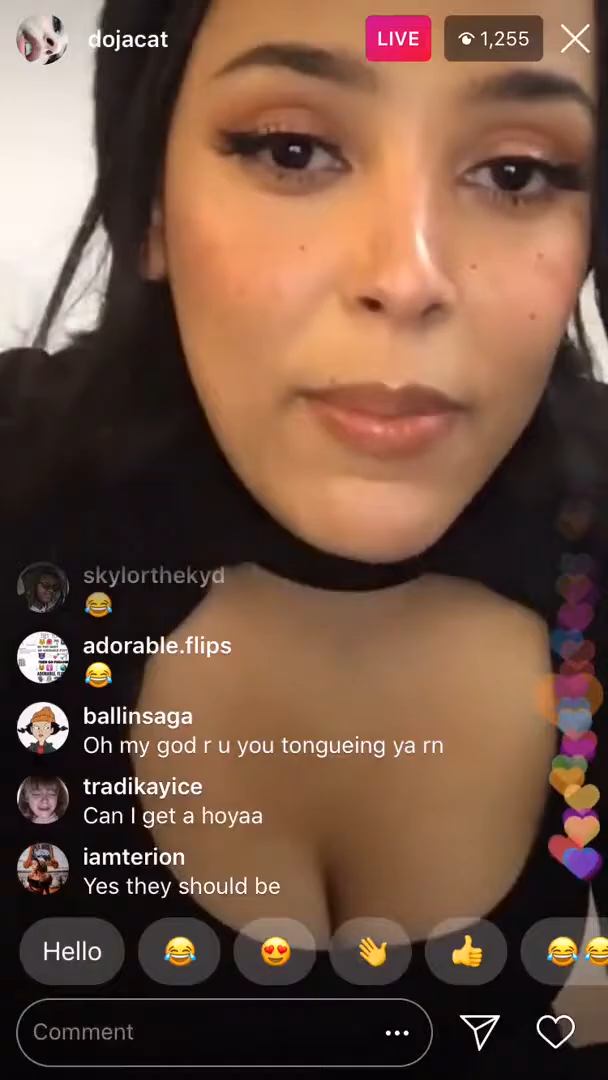 dojacat
LIVE
1,255
skylorthekyd
😂
adorable.flips
😂
ballinsaga
Oh my god r u you tongueing ya rn
tradikayice
Can I get a hoyaa
iamterion
Yes they should be
Hello 😂 😍 👋 👍 😂😂
Comment